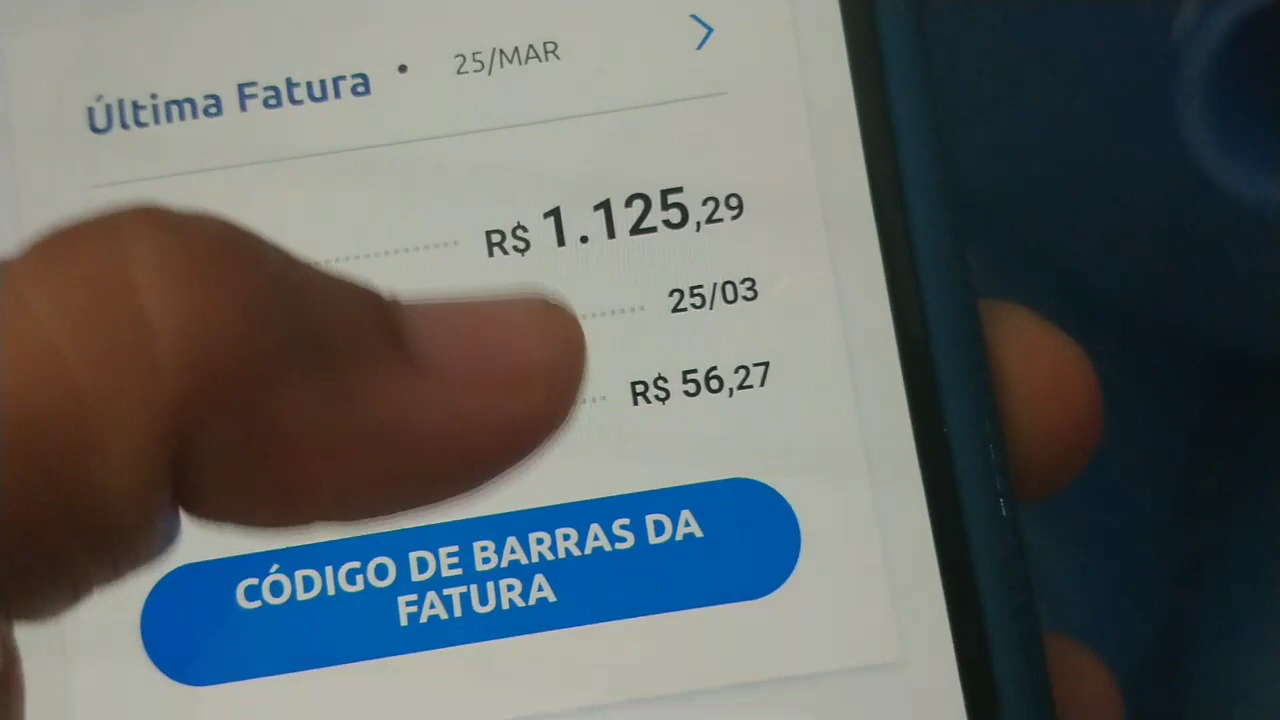 Última Fatura • 25/MAR
R$ 1.125,29
25/03
R$ 56,27
CÓDIGO DE BARRAS DA
FATURA